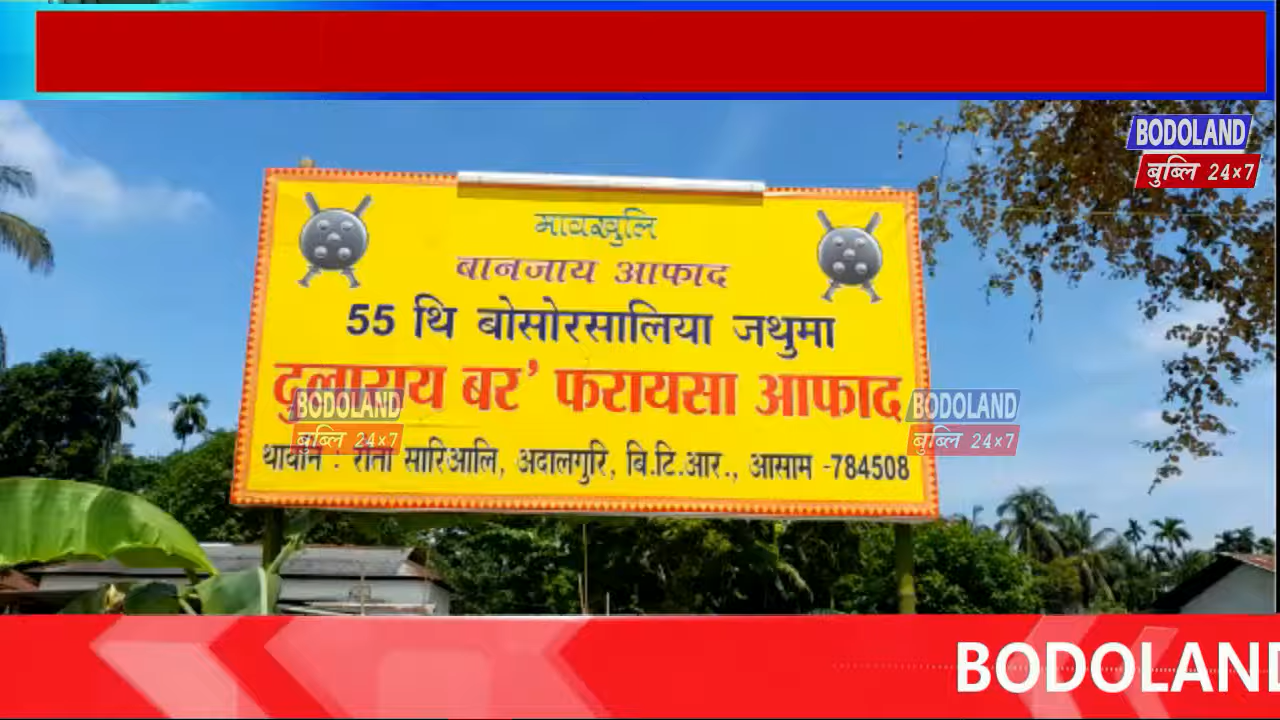 BODOLAND
बुब्लि 24×7
मावखुलि
बानजाय आफाद
55 थि बोसोरसालिया जथुमा
दुलाराय बर' फरायसा आफाद
BODOLAND
बुब्लि 24×7
BODOLAND
बुब्लि 24×7
थावनि : राता सारिआलि, अदालगुरि, बि.टि.आर., आसाम -784508
BODOLAND